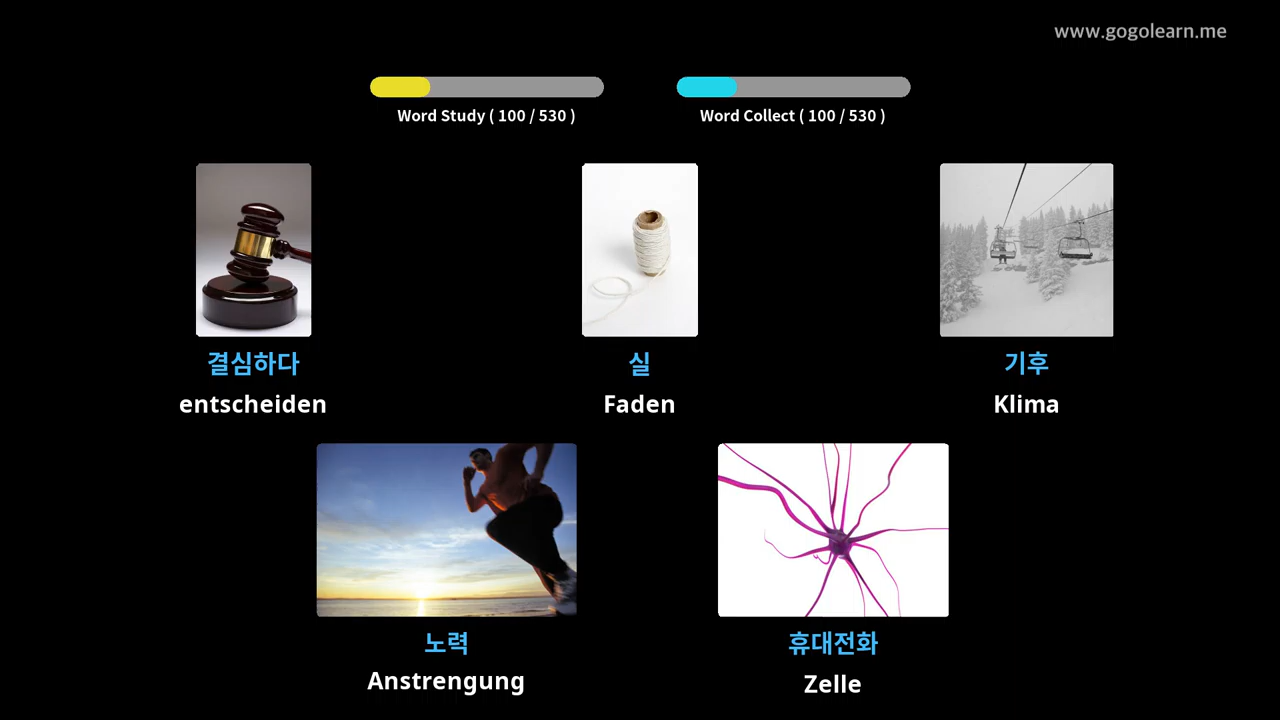 www.gogolearn.me
Word Study ( 100 / 530 )
Word Collect ( 100 / 530 )
결심하다
entscheiden
실
Faden
기후
Klima
노력
Anstrengung
휴대전화
Zelle